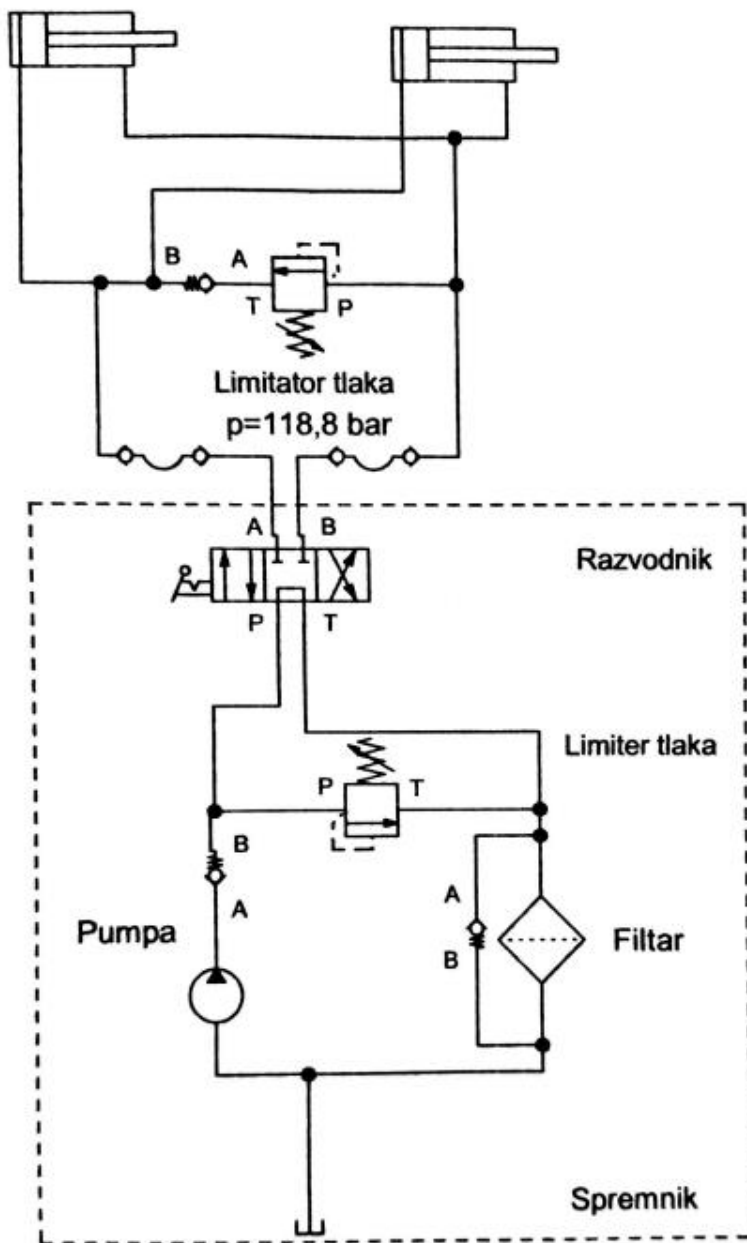 B A
T P
Limitator tlaka
p=118,8 bar
A B
Razvodnik
P T
Limiter tlaka
P T
B
A
A
Pumpa
Filtar
B
Spremnik